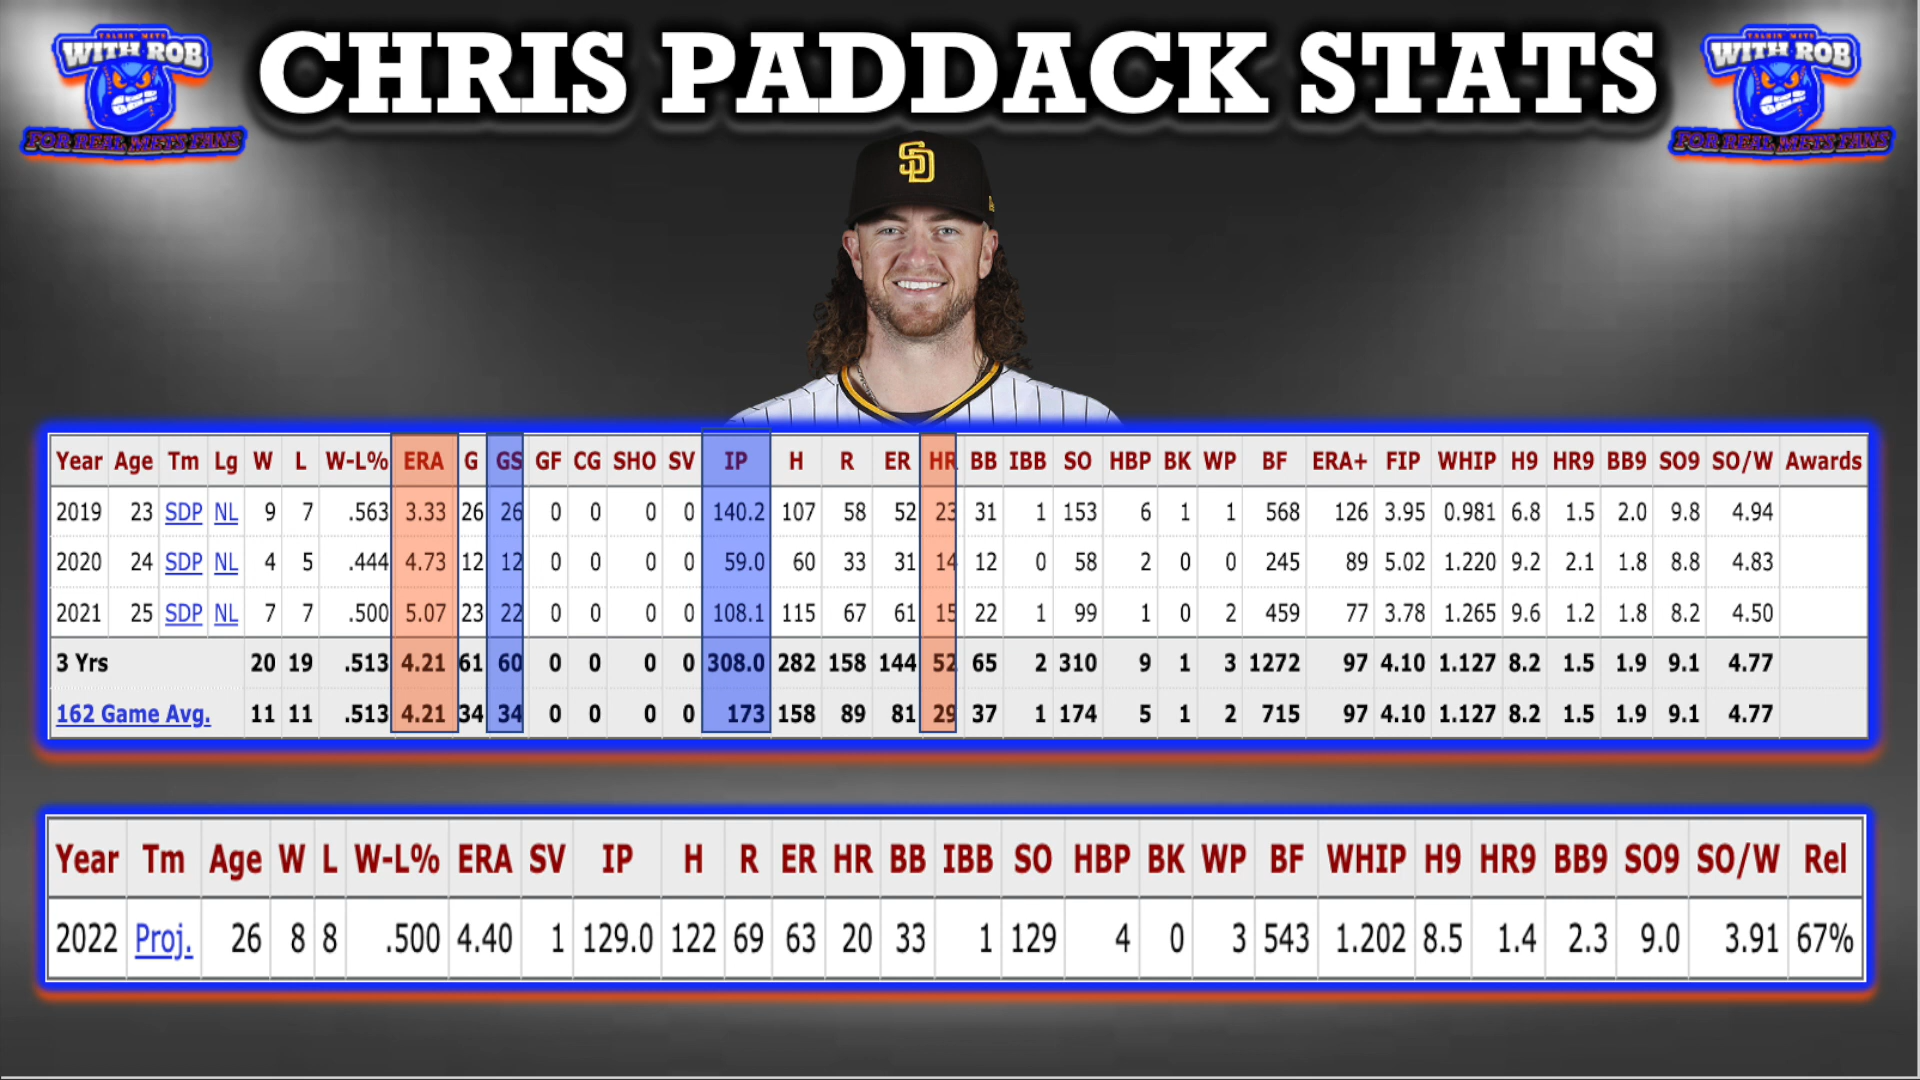 TALKIN' METS
WITH ROB
FOR REAL METS FANS
CHRIS PADDACK STATS
TALKIN' METS
WITH ROB
FOR REAL METS FANS
SD
Year Age Tm Lg W L W-L% ERA G GS GF CG SHO SV IP H R ER HR BB IBB SO HBP BK WP BF ERA+ FIP WHIP H9 HR9 BB9 SO9 SO/W Awards
2019 23 SDP NL 9 7 .563 3.33 26 26 0 0 0 0 140.2 107 58 52 23 31 1 153 6 1 1 568 126 3.95 0.981 6.8 1.5 2.0 9.8 4.94
2020 24 SDP NL 4 5 .444 4.73 12 12 0 0 0 0 59.0 60 33 31 14 12 0 58 2 0 0 245 89 5.02 1.220 9.2 2.1 1.8 8.8 4.83
2021 25 SDP NL 7 7 .500 5.07 23 22 0 0 0 0 108.1 115 67 61 15 22 1 99 1 0 2 459 77 3.78 1.265 9.6 1.2 1.8 8.2 4.50
3 Yrs 20 19 .513 4.21 61 60 0 0 0 0 308.0 282 158 144 52 65 2 310 9 1 3 1272 97 4.10 1.127 8.2 1.5 1.9 9.1 4.77
162 Game Avg. 11 11 .513 4.21 34 34 0 0 0 0 173 158 89 81 29 37 1 174 5 1 2 715 97 4.10 1.127 8.2 1.5 1.9 9.1 4.77
Year Tm Age W L W-L% ERA SV IP H R ER HR BB IBB SO HBP BK WP BF WHIP H9 HR9 BB9 SO9 SO/W Rel
2022 Proj. 26 8 8 .500 4.40 1 129.0 122 69 63 20 33 1 129 4 0 3 543 1.202 8.5 1.4 2.3 9.0 3.91 67%